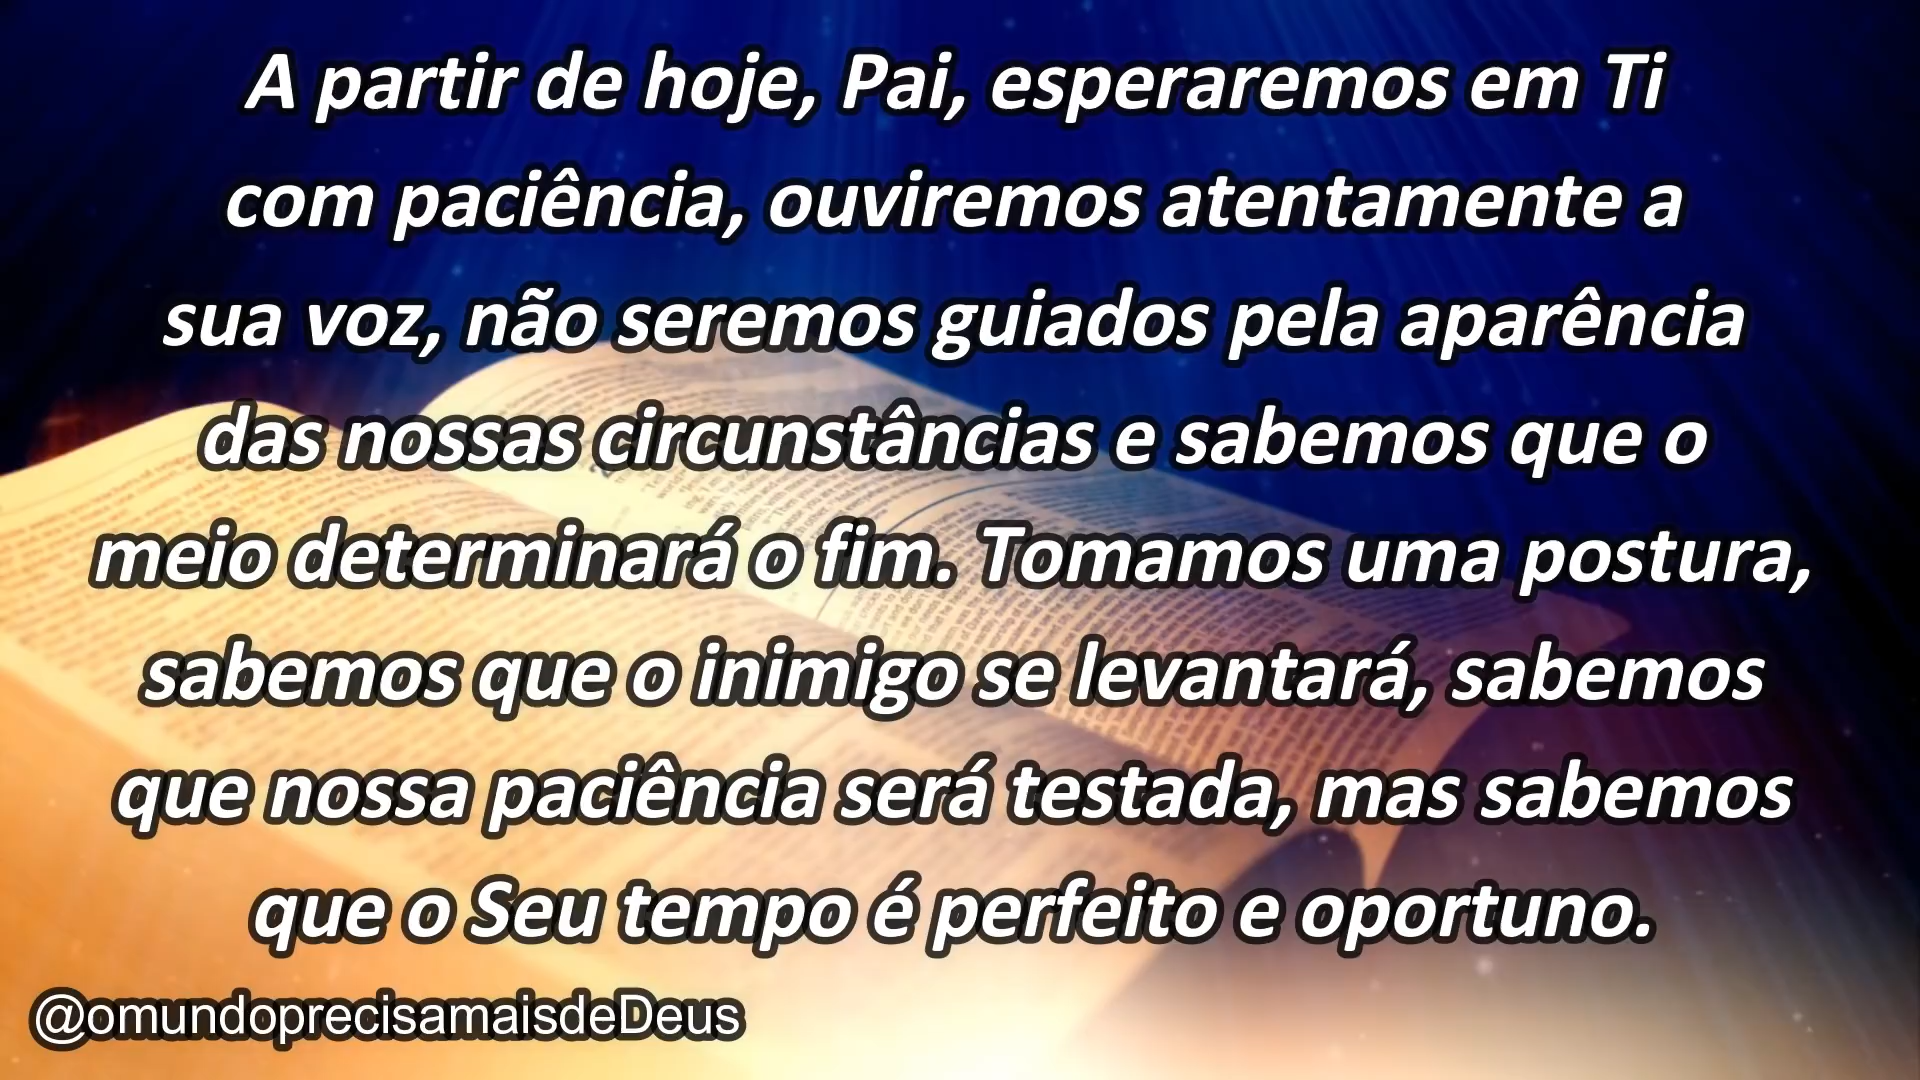 A partir de hoje, Pai, esperaremos em Ti
com paciência, ouviremos atentamente a
sua voz, não seremos guiados pela aparência
das nossas circunstâncias e sabemos que o
meio determinará o fim. Tomamos uma postura,
sabemos que o inimigo se levantará, sabemos
que nossa paciência será testada, mas sabemos
que o Seu tempo é perfeito e oportuno.
@omundoprecisamaisdeDeus